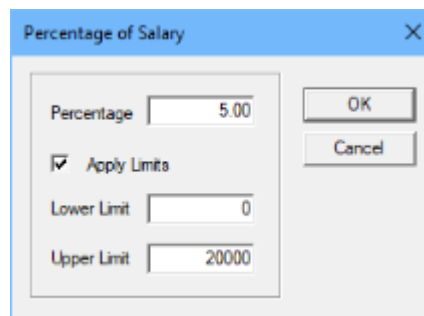 Percentage of Salary
Percentage 5.00
OK
Apply Limits
Cancel
Lower Limit 0
Upper Limit 20000